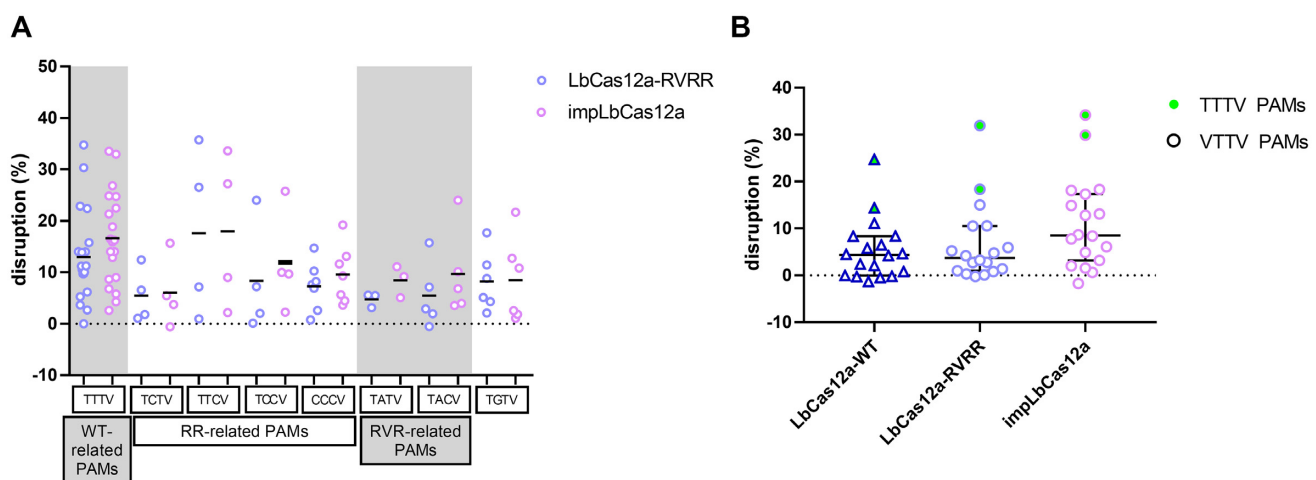 A
disruption (%)
50
40
30
20
10
0
-10
LbCas12a-RVRR
impLbCas12a
TTTV TCTV TTCV TCCV CCCV TATV TACV TGTV
WT-
related
PAMs
RR-related PAMs
RVR-related
PAMs
B
disruption (%)
40
30
20
10
0
-10
TTTV PAMs
VTTV PAMs
LbCas12a-WT
LbCas12a-RVRR
impLbCas12a